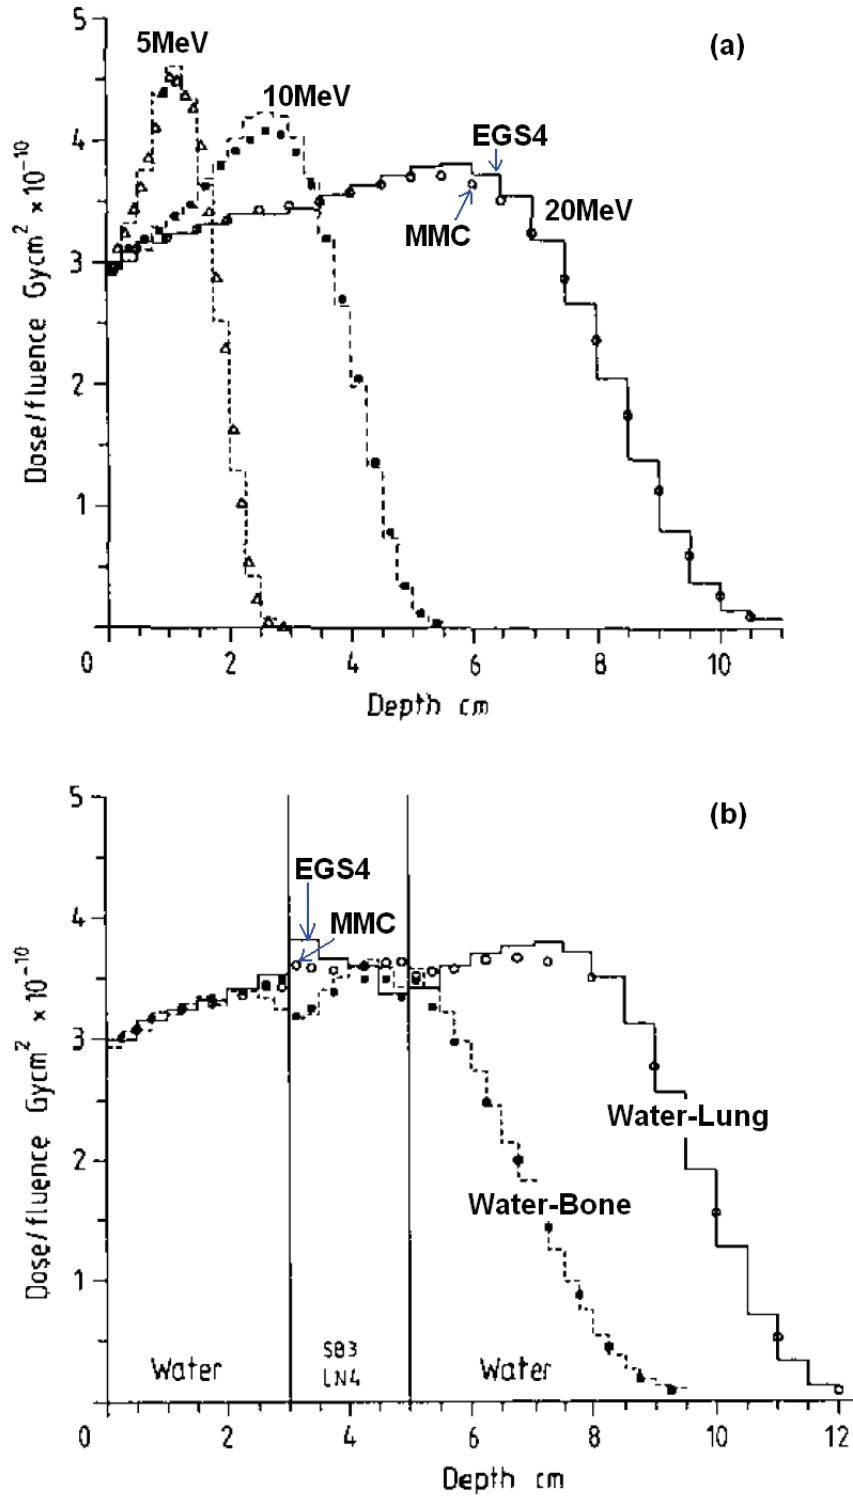 5
5MeV
(a)
10MeV
4
EGS4
MMC
20MeV
3
Dose/fluence Gycm² ×10⁻¹⁰
2
1
0 2 4 6 8 10
Depth cm
5
(b)
EGS4
MMC
4
3
Dose/fluence Gycm² ×10⁻¹⁰
Water-Lung
2
Water-Bone
1
Water
SB3
LN4
Water
0 2 4 6 8 10 12
Depth cm